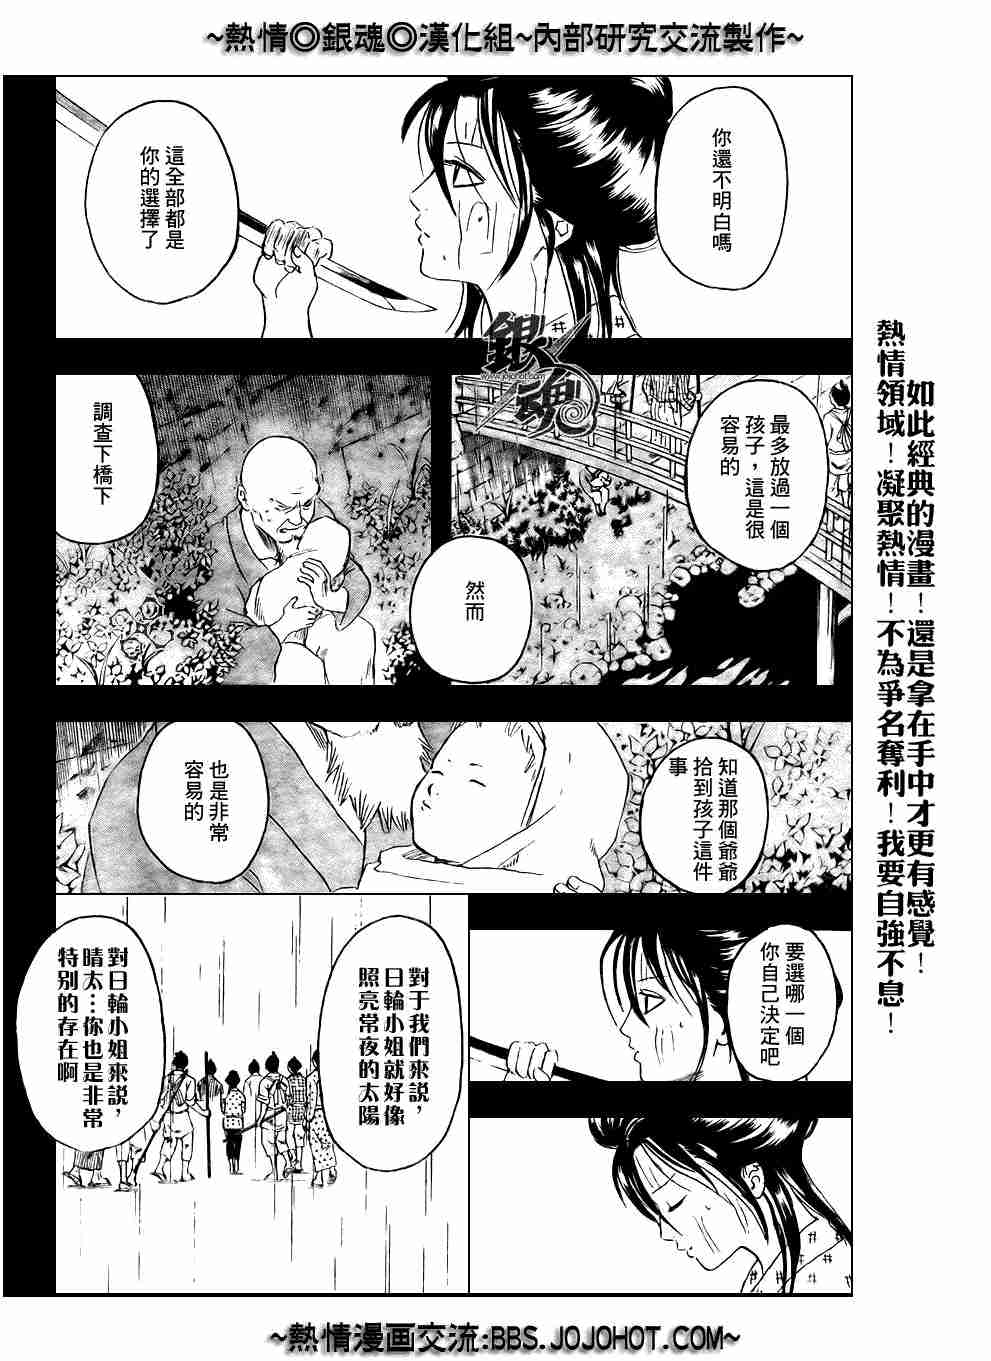 ~熱情◎銀魂◎漢化組~內部研究交流製作~
你還不明白嗎
這全部都是
你的選擇了
銀魂
www.jojohot.com
最多放過一個
孩子，這是很
容易的
然而
調查下橋下
知道那個爺爺
拾到孩子這件
事
也是非常
容易的
要選哪一個
你自己決定吧
對于我們來説，
日輪小姐就好像
照亮常夜的太陽
對日輪小姐來説，
晴太…你也是非常
特别的存在啊
如此經典的漫畫！還是拿在手中才更有感覺！
熱情領域！凝聚熱情！不為爭名奪利！我要自強不息！
~熱情漫画交流:BBS.JOJOHOT.COM~